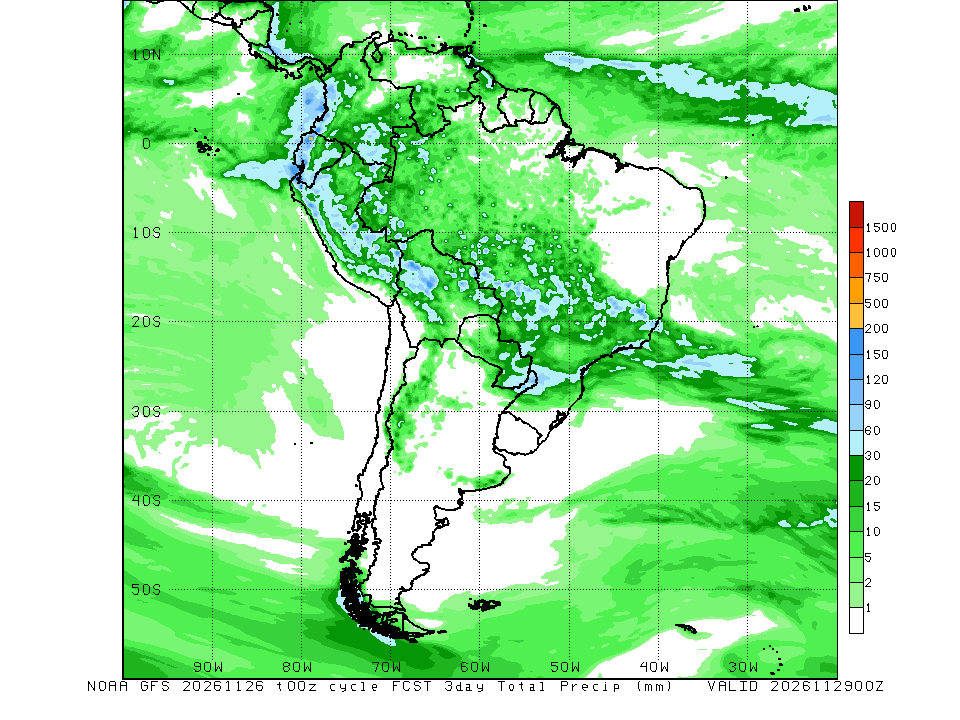 10N
0
10S
20S
30S
40S
50S
90W 80W 70W 60W 50W 40W 30W
1500
1000
750
500
200
150
120
90
60
30
20
15
10
5
2
1
NOAA GFS 20261126 t00z cycle FCST 3day Total Precip (mm) VALID 2026112900Z